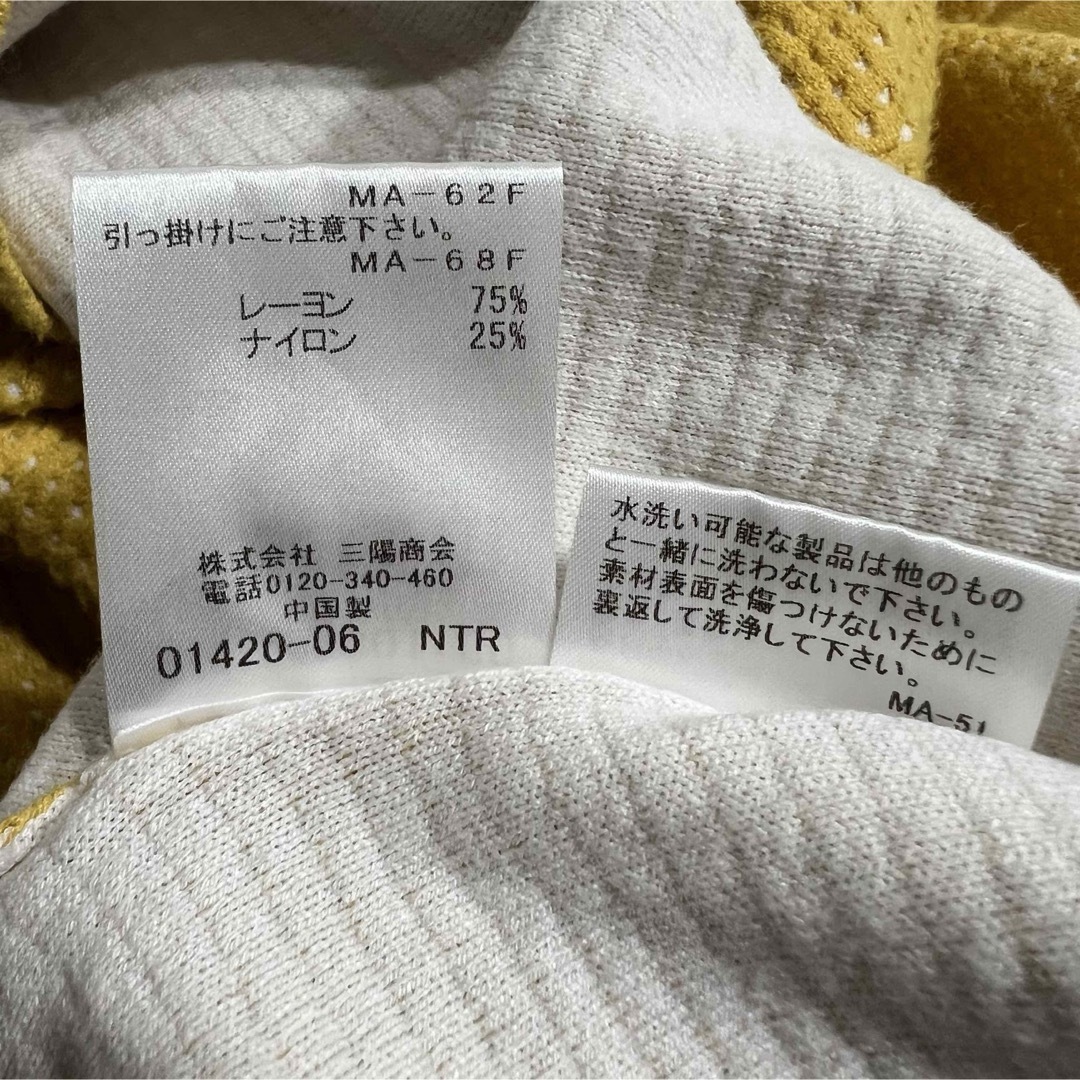 MA-62F
引っ掛けにご注意下さい。
MA-68F
レーヨン 75%
ナイロン 25%
株式会社 三陽商会
電話0120-340-460
中国製
01420-06 NTR
水洗い可能な製品は他のもの
と一緒に洗わないで下さい。
素材表面を傷つけないために
裏返して洗浄して下さい。
MA-51